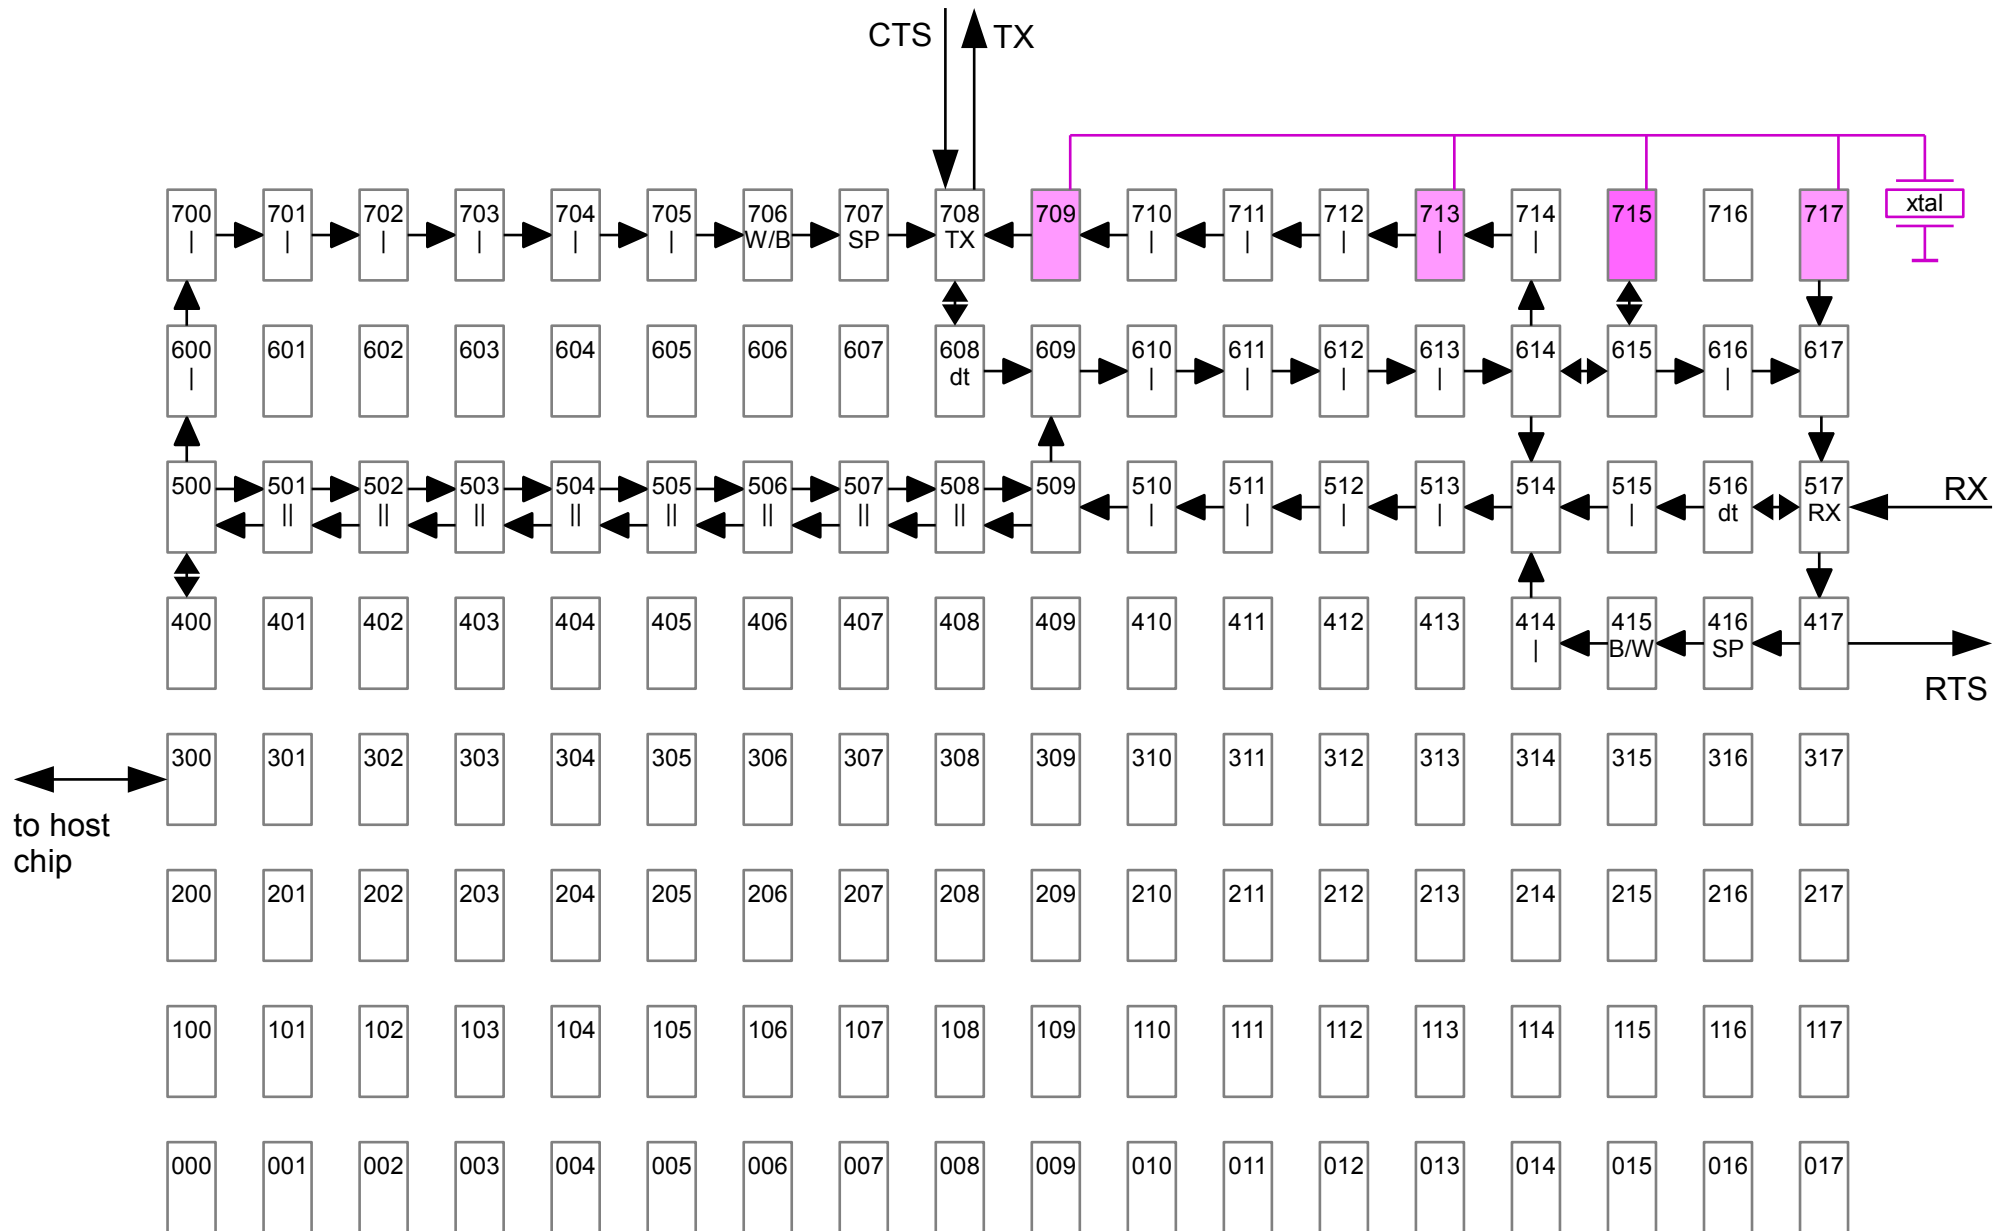 CTS TX
700 701 702 703 704 705 706 707 708 709 710 711 712 713 714 715 716 717 xtal
| | | | | | W/B SP TX | | | | |
600 601 602 603 604 605 606 607 608 609 610 611 612 613 614 615 616 617
| dt | | | | |
500 501 502 503 504 505 506 507 508 509 510 511 512 513 514 515 516 517 RX
|| || || || || || || || | | | | | dt RX
400 401 402 403 404 405 406 407 408 409 410 411 412 413 414 415 416 417
| B/W SP
RTS
300 301 302 303 304 305 306 307 308 309 310 311 312 313 314 315 316 317
to host
chip
200 201 202 203 204 205 206 207 208 209 210 211 212 213 214 215 216 217
100 101 102 103 104 105 106 107 108 109 110 111 112 113 114 115 116 117
000 001 002 003 004 005 006 007 008 009 010 011 012 013 014 015 016 017